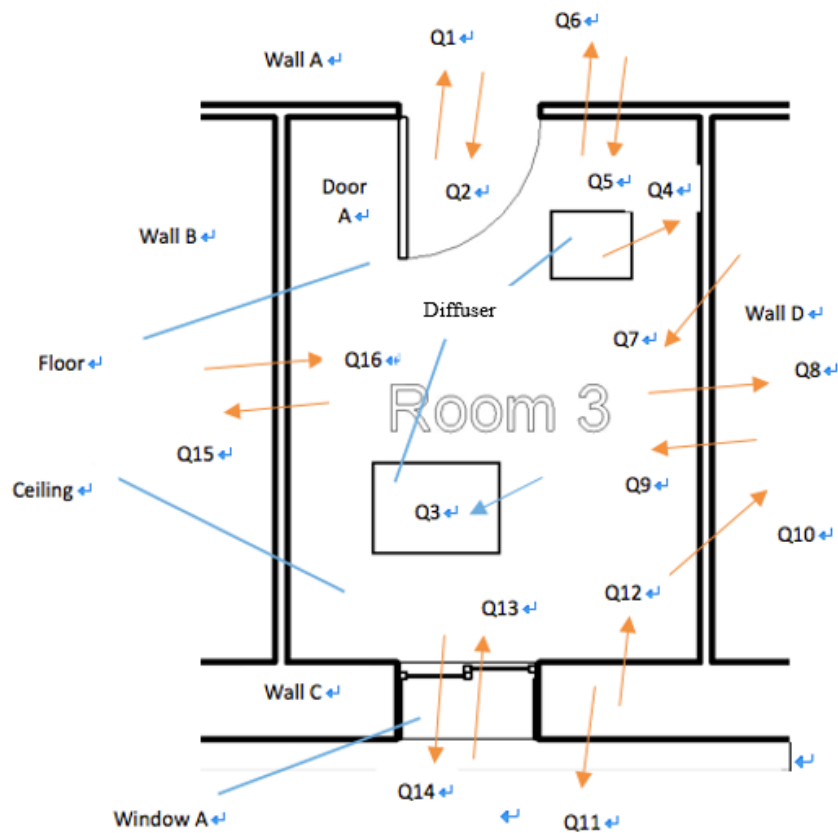 Q6
Q1
Wall A
Q5
Q4
Door
A
Q2
Wall B
Diffuser
Wall D
Q7
Floor
Q16
Q8
Room 3
Q15
Q9
Ceiling
Q3
Q10
Q12
Q13
Wall C
Q14
Window A
Q11